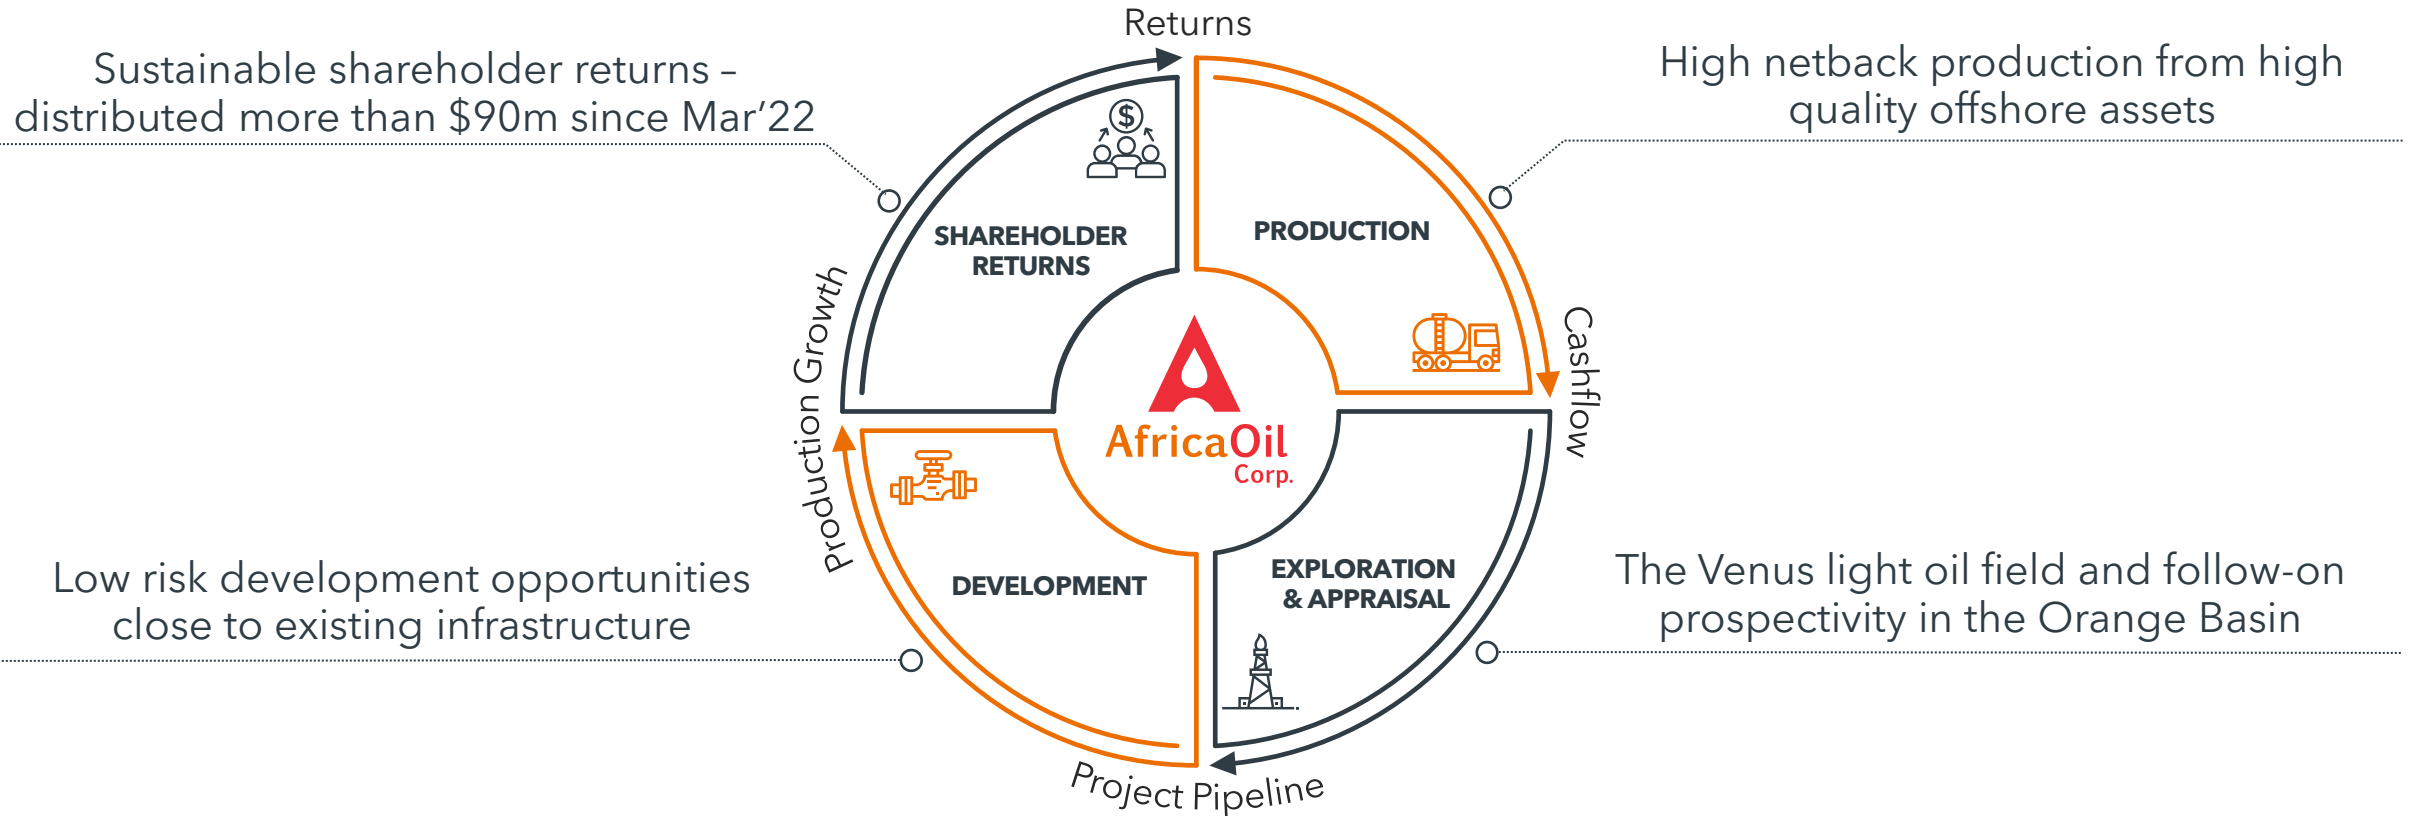 Returns
Sustainable shareholder returns –
distributed more than $90m since Mar’22
High netback production from high
quality offshore assets
$
SHAREHOLDER
RETURNS
PRODUCTION
Production Growth
Cashflow
AfricaOil
Corp.
DEVELOPMENT
EXPLORATION
& APPRAISAL
Low risk development opportunities
close to existing infrastructure
The Venus light oil field and follow-on
prospectivity in the Orange Basin
Project Pipeline